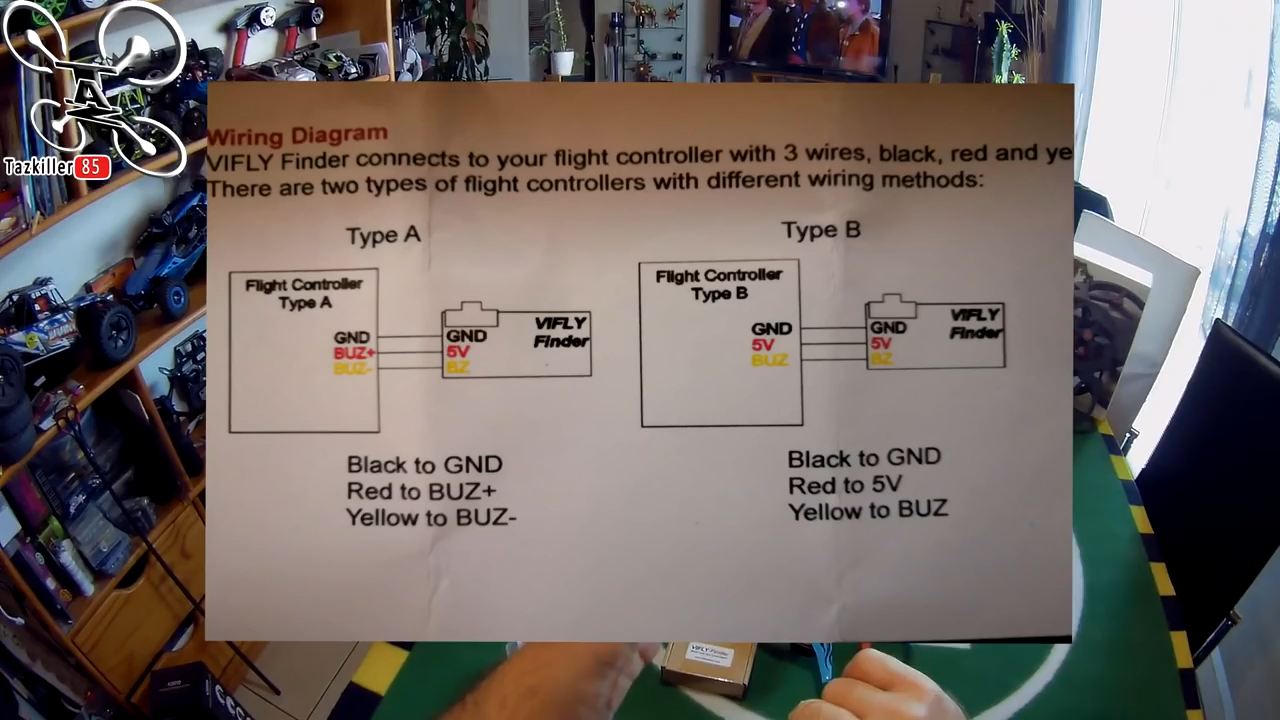 Tazkiller 85
Wiring Diagram
VIFLY Finder connects to your flight controller with 3 wires, black, red and ye
There are two types of flight controllers with different wiring methods:
Type A
Flight Controller
Type A
GND
BUZ+
BUZ-
GND
5V
BZ
VIFLY
Finder
Black to GND
Red to BUZ+
Yellow to BUZ-
Type B
Flight Controller
Type B
GND
5V
BUZ
GND
5V
BZ
VIFLY
Finder
Black to GND
Red to 5V
Yellow to BUZ
VIFLY Finder